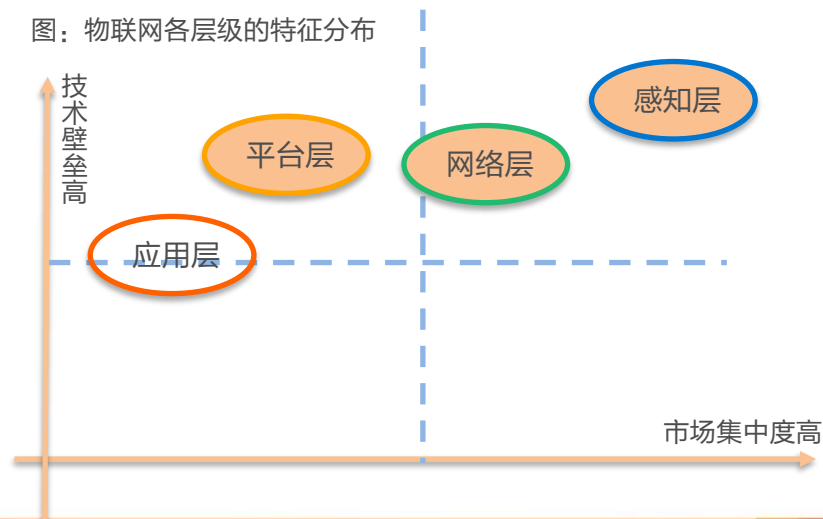 图：物联网各层级的特征分布
技术壁垒高
感知层
平台层
网络层
应用层
市场集中度高